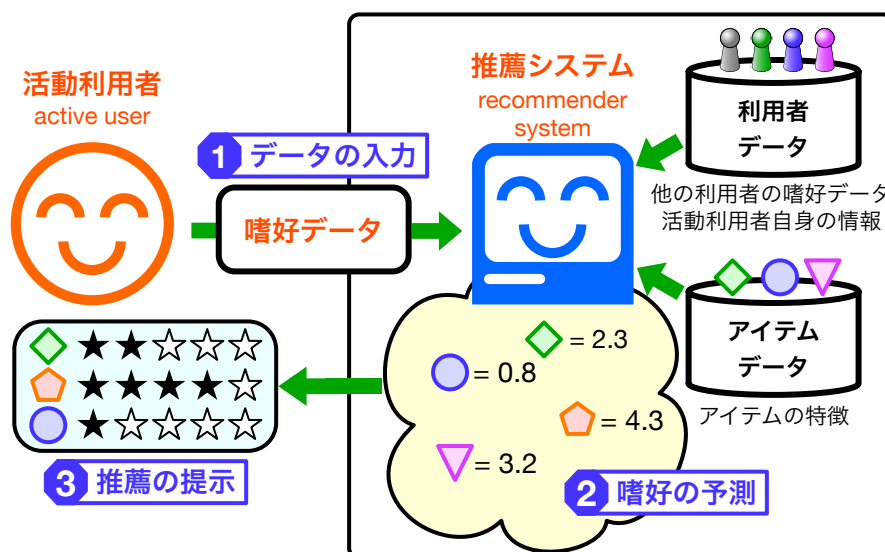 活動利用者
active user
1 データの入力
嗜好データ
推薦システム
recommender
system
利用者
データ
他の利用者の嗜好データ
活動利用者自身の情報
アイテム
データ
アイテムの特徴
= 2.3
= 0.8
= 4.3
= 3.2
2 嗜好の予測
★★☆☆☆
★★★★☆
★☆☆☆☆
3 推薦の提示